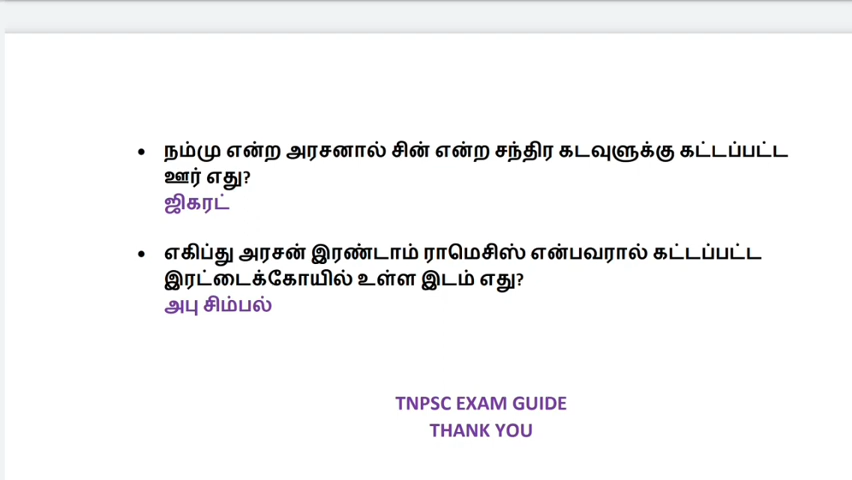 • நம்மு என்ற அரசனால் சின் என்ற சந்திர கடவுளுக்கு கட்டப்பட்ட
ஊர் எது?
ஜிகரட்
• எகிப்து அரசன் இரண்டாம் ராமெசிஸ் என்பவரால் கட்டப்பட்ட
இரட்டைக்கோயில் உள்ள இடம் எது?
அபு சிம்பல்
TNPSC EXAM GUIDE
THANK YOU